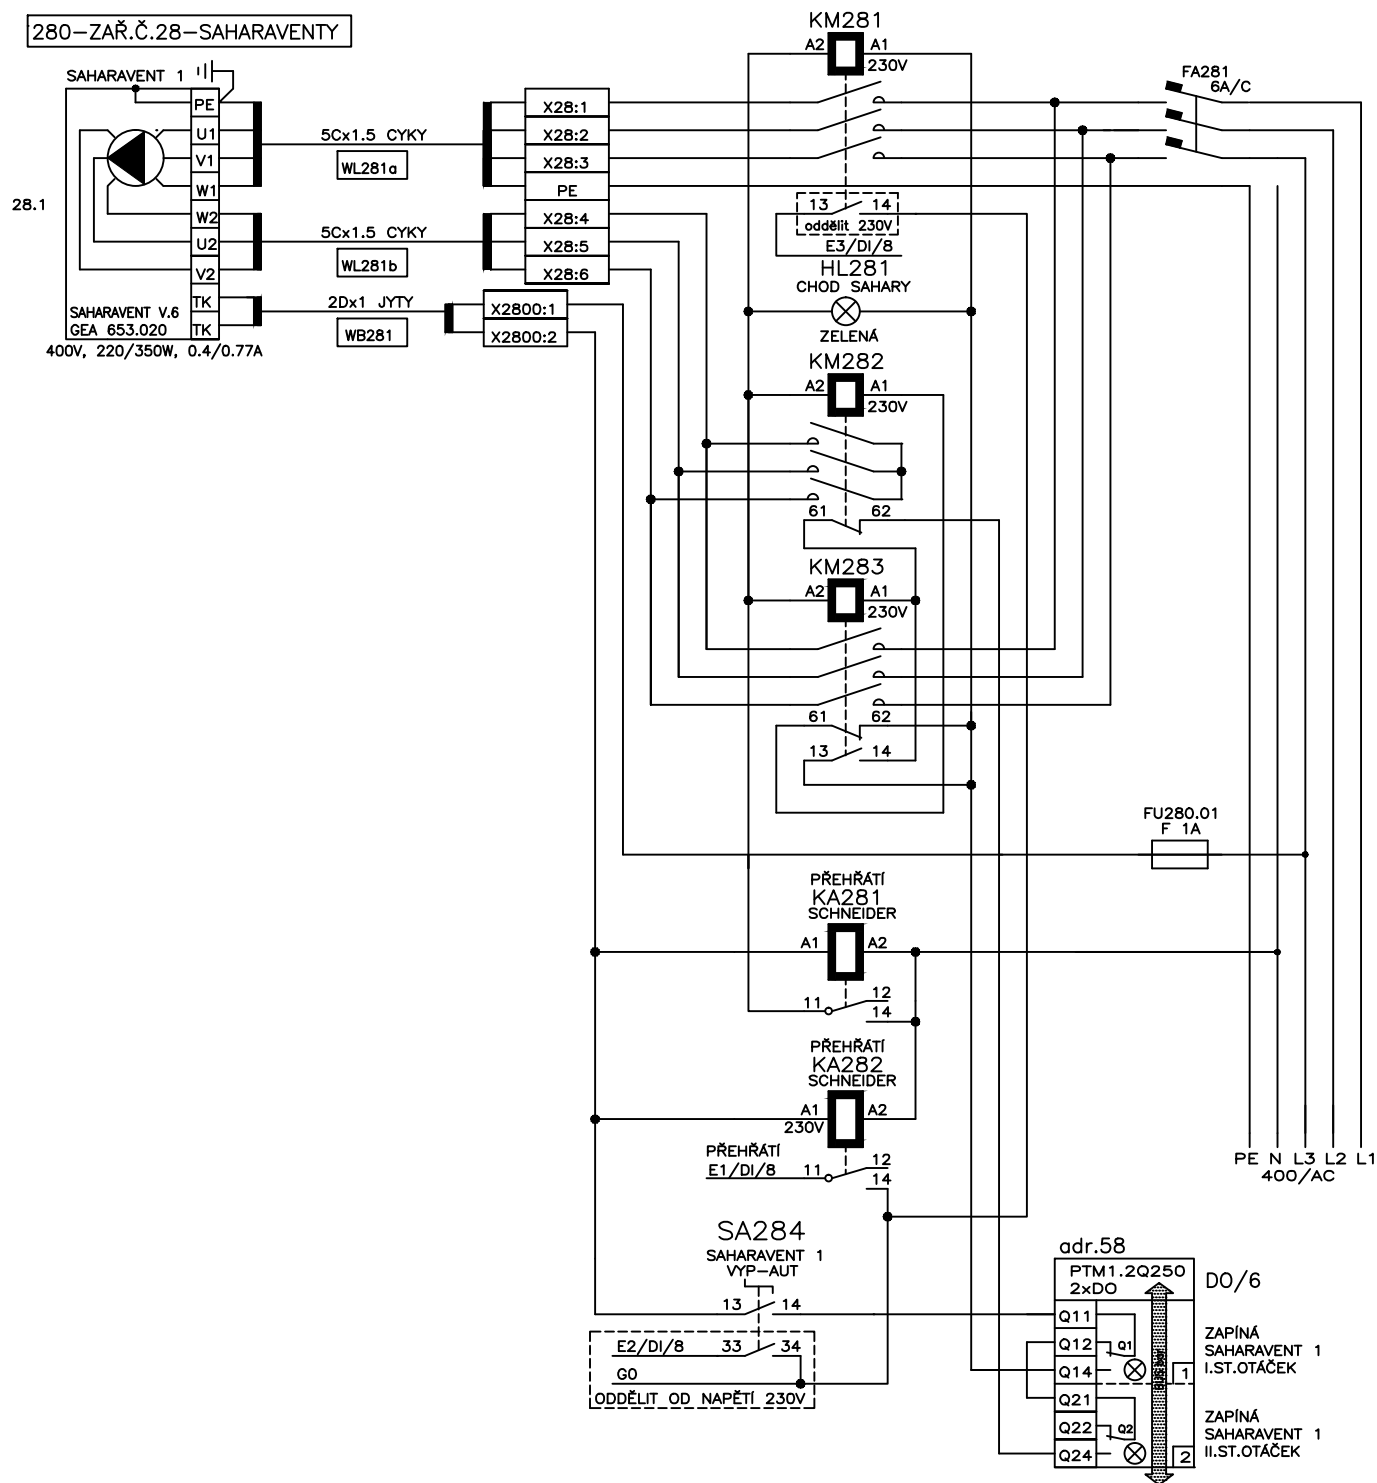 280-ZAŘ.Č.28-SAHARAVENTY
SAHARAVENT 1
PE
U1
V1
W1
W2
U2
V2
TK
TK
28.1
SAHARAVENT V.6
GEA 653.020
400V, 220/350W, 0.4/0.77A
5Cx1.5 CYKY
WL281a
5Cx1.5 CYKY
WL281b
2Dx1 JYTY
WB281
X28:1
X28:2
X28:3
PE
X28:4
X28:5
X28:6
X2800:1
X2800:2
KM281
A2 A1
230V
13 14
oddělit 230V
E3/DI/8
HL281
CHOD SAHARY
ZELENÁ
KM282
A2 A1
230V
61 62
KM283
A2 A1
230V
61 62
13 14
FA281
6A/C
FU280.01
F 1A
PŘEHŘÁTÍ
KA281
SCHNEIDER
A1 A2
11 12
14
PŘEHŘÁTÍ
KA282
SCHNEIDER
A1 A2
230V
PŘEHŘÁTÍ
E1/DI/8 11 12
14
PE N L3 L2 L1
400/AC
SA284
SAHARAVENT 1
VYP-AUT
13 14
E2/DI/8 33 34
G0
ODDĚLIT OD NAPĚTÍ 230V
adr.58
PTM1.2Q250
2xDO
DO/6
Q11
Q12 Q1
Q14 1
Q21
Q22 Q2
Q24 2
ZAPÍNÁ
SAHARAVENT 1
I.ST.OTÁČEK
ZAPÍNÁ
SAHARAVENT 1
II.ST.OTÁČEK